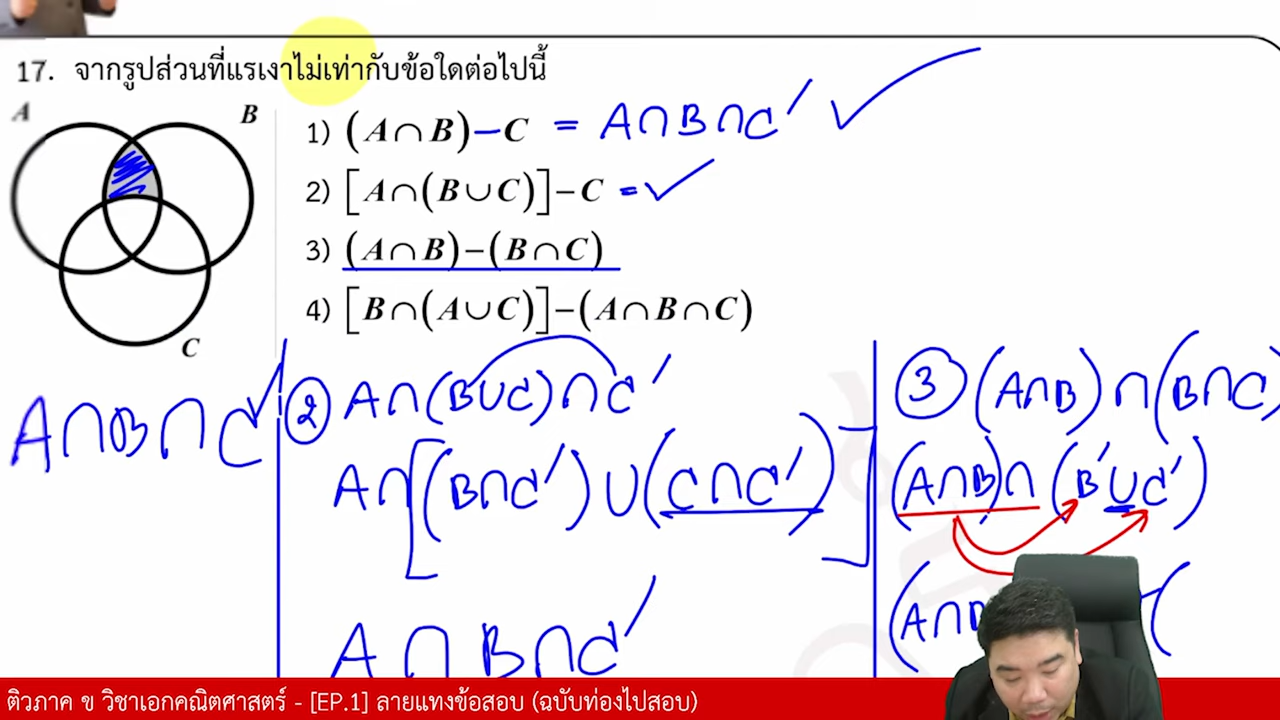 17. จากรูปส่วนที่แรเงาไม่เท่ากับข้อใดต่อไปนี้
A
B
C
1) (A∩B)−C = A∩B∩C′ ✓
2) [A∩(B∪C)]−C = ✓
3) (A∩B)−(B∩C)
4) [B∩(A∪C)]−(A∩B∩C)
A∩B∩C′
② A∩(B∪C)∩C′
A∩[(B∩C′)∪(C∩C′)]
A∩B∩C′
③ (A∩B)∩(B∩C)
(A∩B)∩(B′∪C′)
(A∩B
(
ติวภาค ข วิชาเอกคณิตศาสตร์ - [EP.1] ลายแทงข้อสอบ (ฉบับท่องไปสอบ)